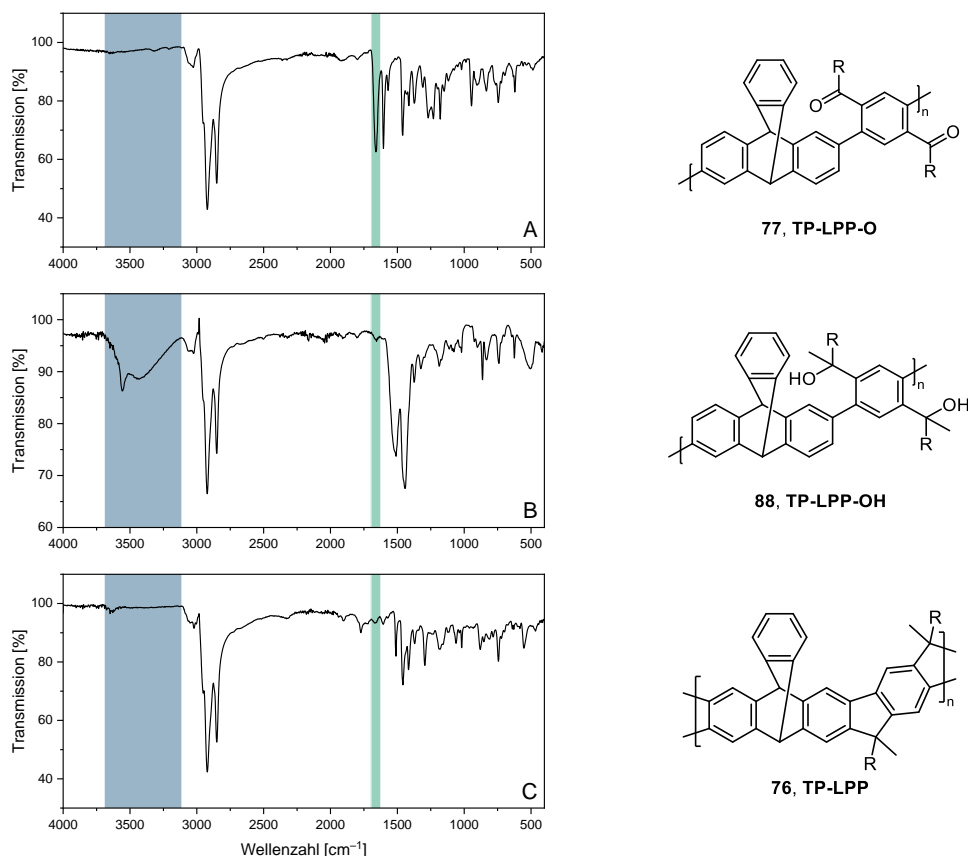 100
80
60
40
Transmission [%]
A
4000 3500 3000 2500 2000 1500 1000 500
R
O
n
O
R
77, TP-LPP-O
100
90
80
70
60
Transmission [%]
B
4000 3500 3000 2500 2000 1500 1000 500
R
HO
n
OH
R
88, TP-LPP-OH
100
80
60
40
Transmission [%]
C
4000 3500 3000 2500 2000 1500 1000 500
Wellenzahl [cm⁻¹]
R
n
R
76, TP-LPP